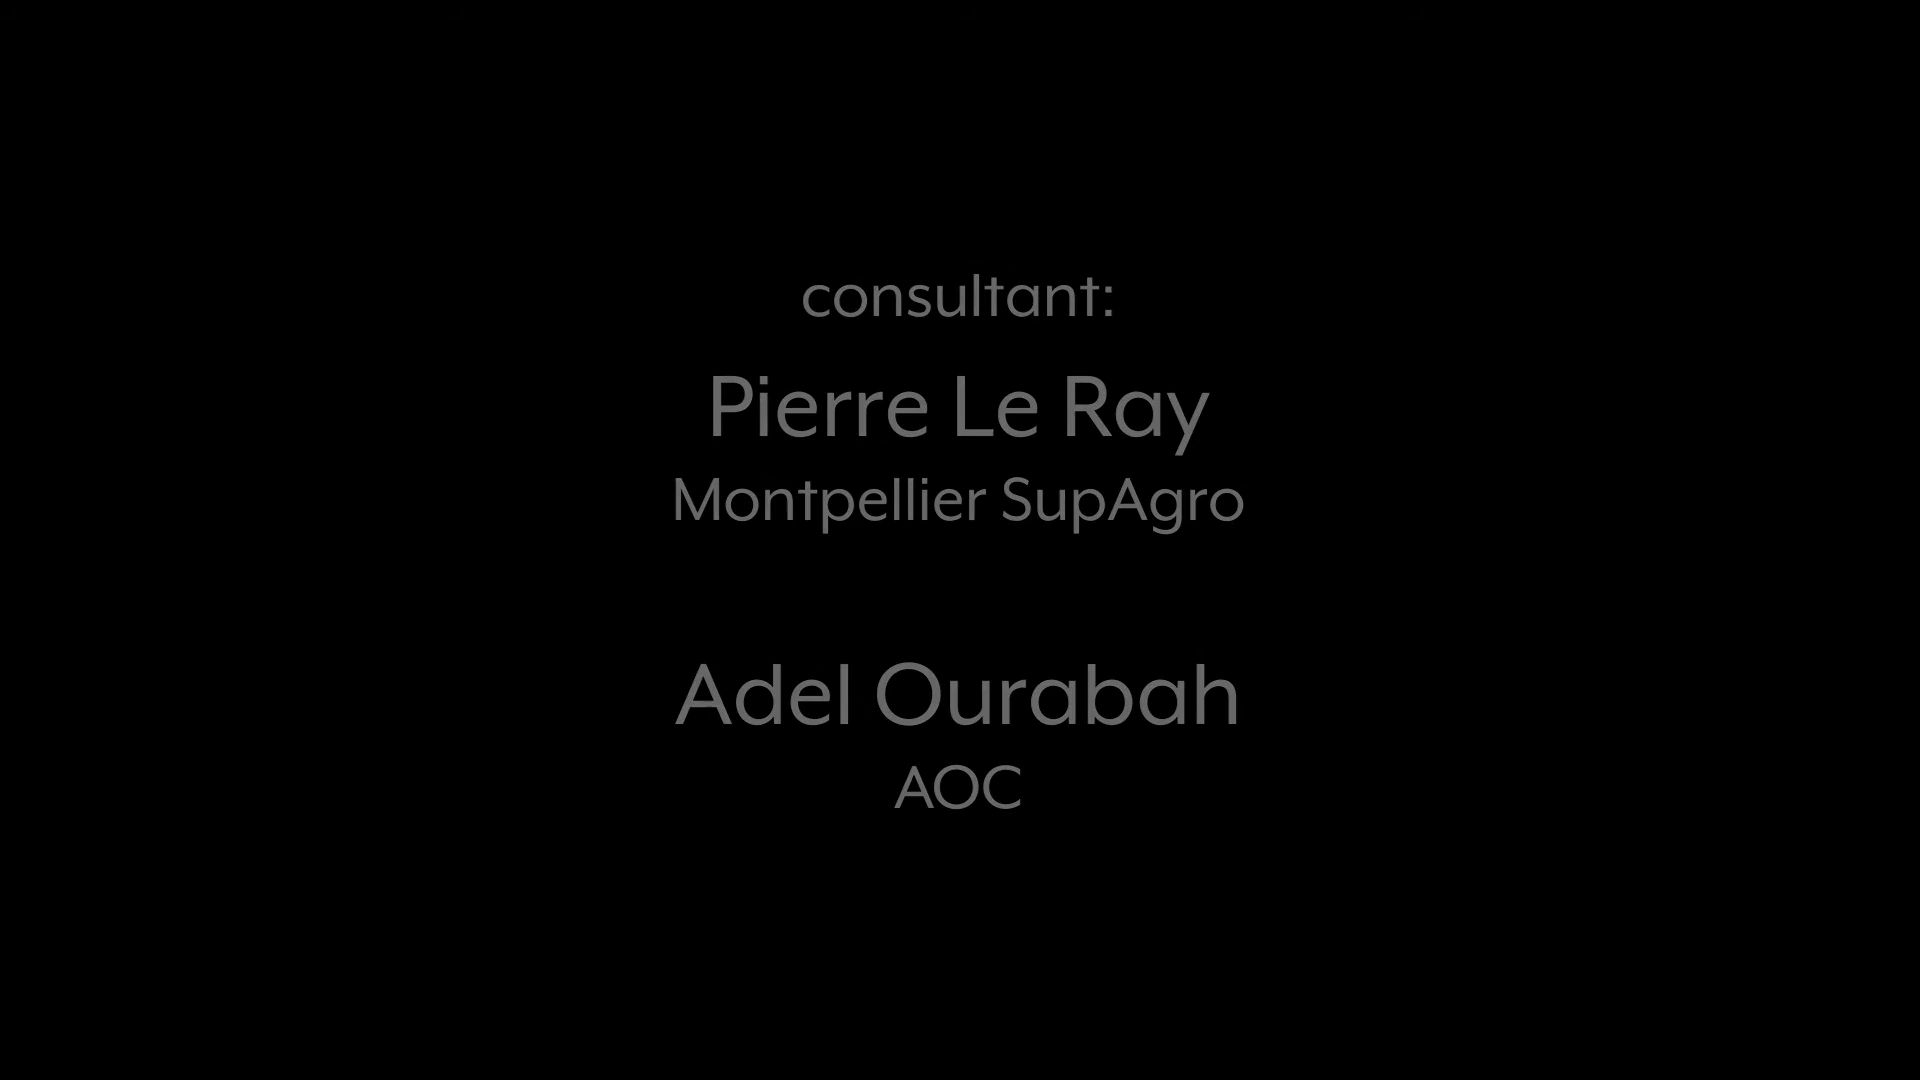 consultant:
Pierre Le Ray
Montpellier SupAgro
Adel Ourabah
AOC